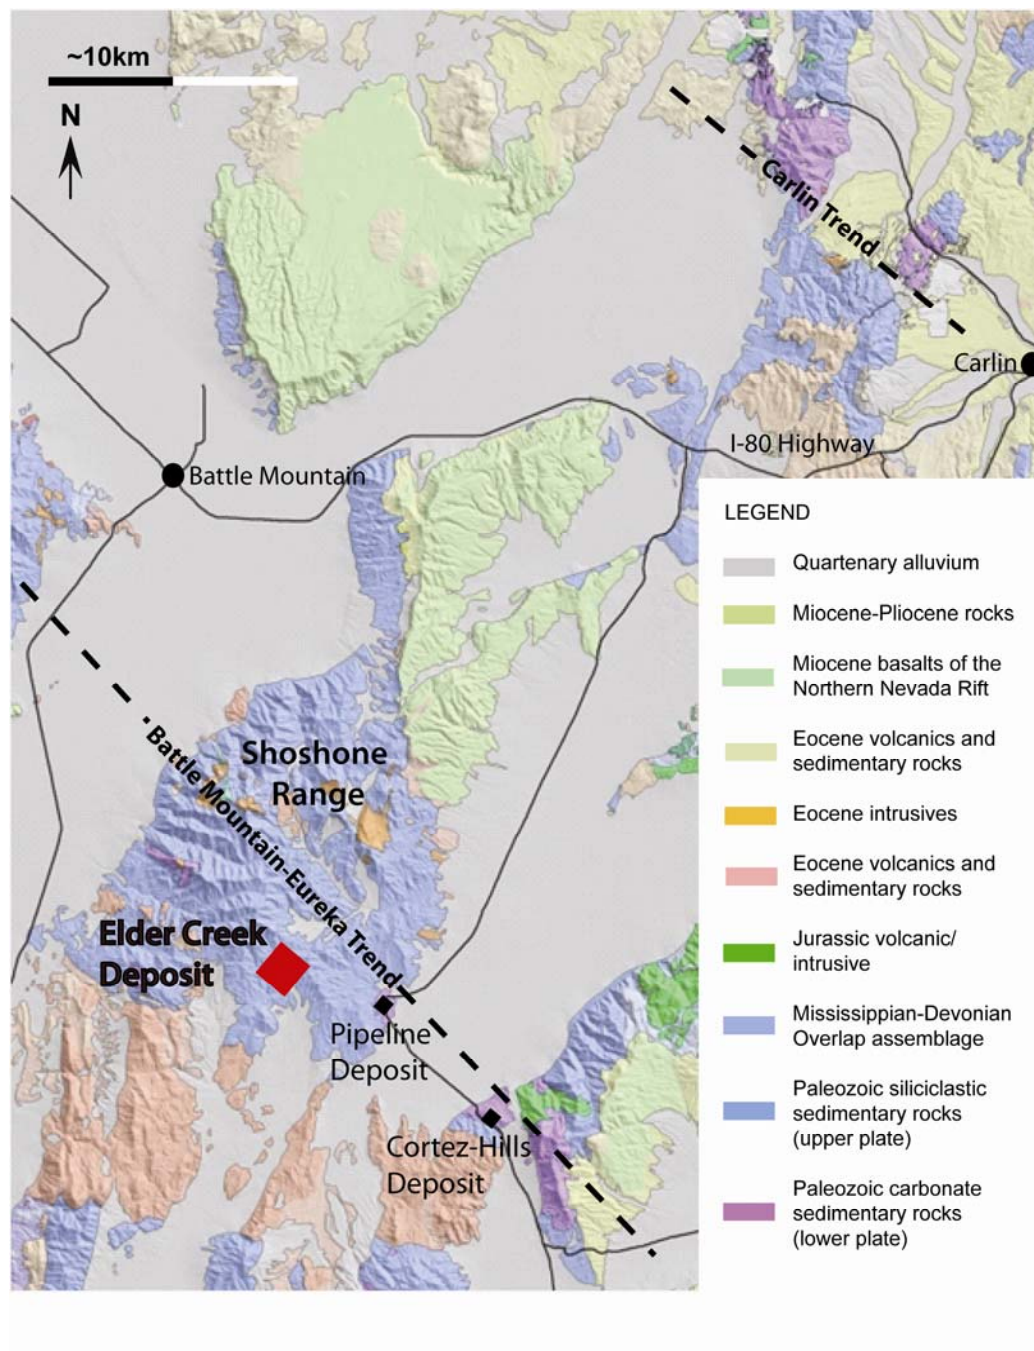 ~10km
N
Carlin Trend
Carlin
I-80 Highway
Battle Mountain
LEGEND
Quartenary alluvium
Miocene-Pliocene rocks
Miocene basalts of the
Northern Nevada Rift
Eocene volcanics and
sedimentary rocks
Eocene intrusives
Eocene volcanics and
sedimentary rocks
Jurassic volcanic/
intrusive
Mississippian-Devonian
Overlap assemblage
Paleozoic siliciclastic
sedimentary rocks
(upper plate)
Paleozoic carbonate
sedimentary rocks
(lower plate)
Shoshone
Range
Battle Mountain-Eureka Trend
Elder Creek
Deposit
Pipeline
Deposit
Cortez-Hills
Deposit